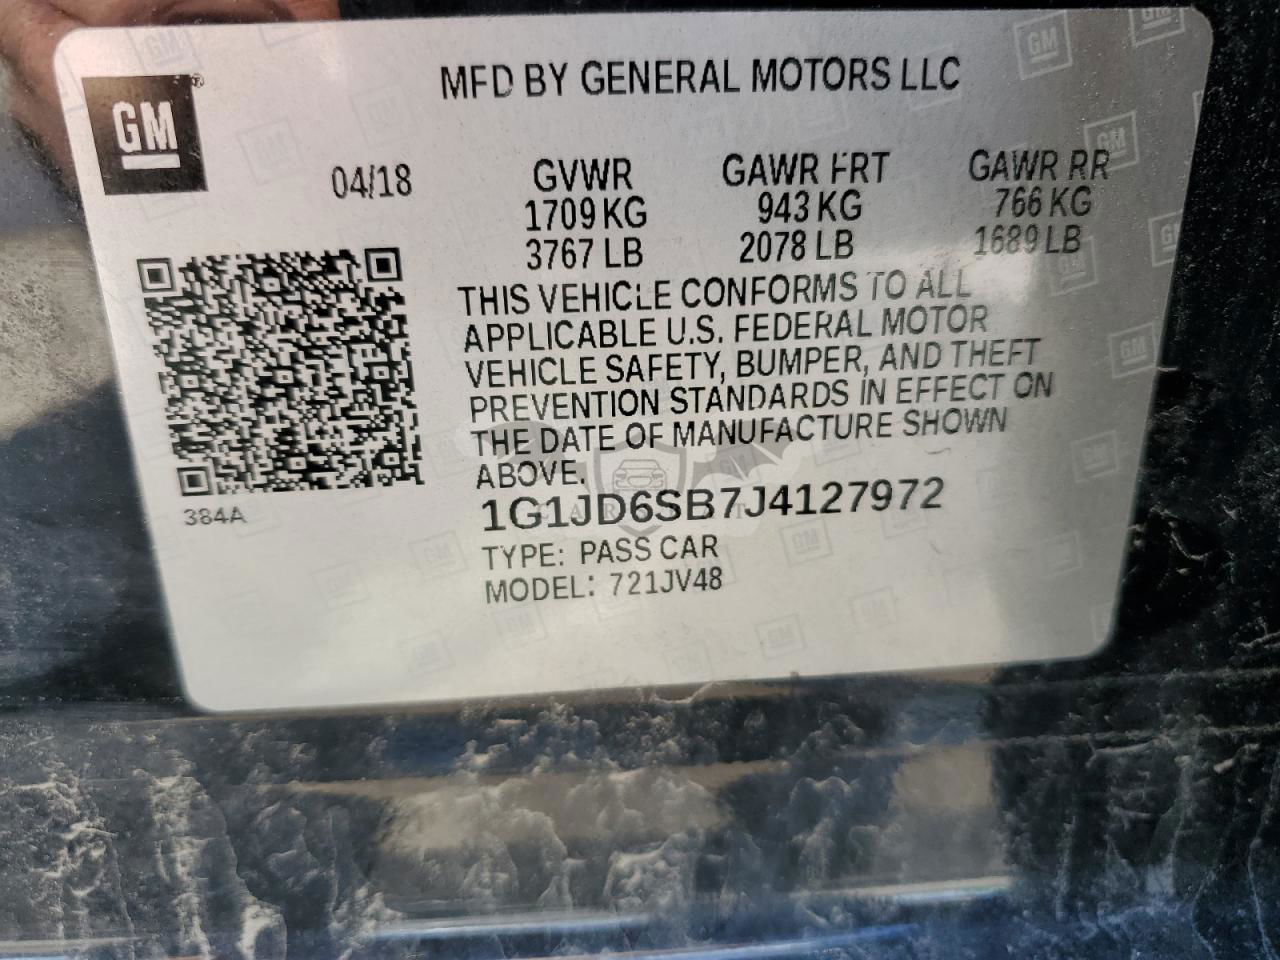 GM®
MFD BY GENERAL MOTORS LLC
04/18
GVWR GAWR FRT GAWR RR
1709 KG 943 KG 766 KG
3767 LB 2078 LB 1689 LB
THIS VEHICLE CONFORMS TO ALL
APPLICABLE U.S. FEDERAL MOTOR
VEHICLE SAFETY, BUMPER, AND THEFT
PREVENTION STANDARDS IN EFFECT ON
THE DATE OF MANUFACTURE SHOWN
ABOVE.
384A
1G1JD6SB7J4127972
TYPE: PASS CAR
MODEL: 721JV48